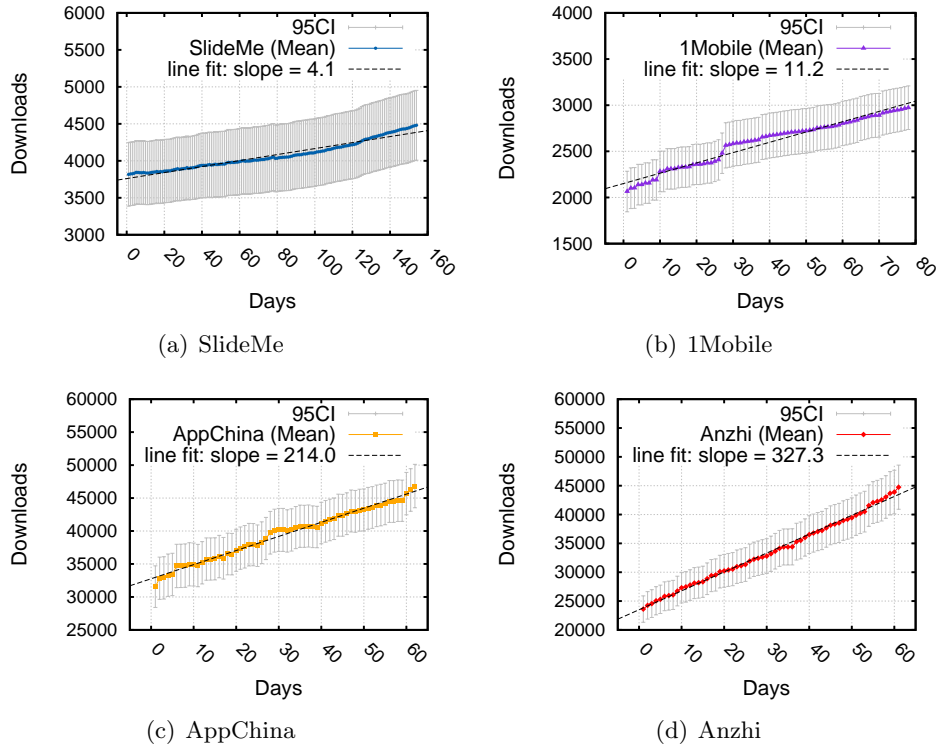 6000
5000
4500
4000
3500
3000
0 20 40 60 80 100 120 140 160
Downloads
Days
95CI
SlideMe (Mean)
line fit: slope = 4.1
(a) SlideMe
4000
3000
2500
2000
1500
0 10 30 40 50 60 70 80
Downloads
Days
95CI
1Mobile (Mean)
line fit: slope = 11.2
(b) 1Mobile
60000
55000
50000
45000
40000
35000
30000
25000
0 10 20 30 40 50 60
Downloads
Days
95CI
AppChina (Mean)
line fit: slope = 214.0
(c) AppChina
60000
55000
50000
45000
40000
35000
30000
25000
20000
0 10 20 30 40 50 60
Downloads
Days
95CI
Anzhi (Mean)
line fit: slope = 327.3
(d) Anzhi